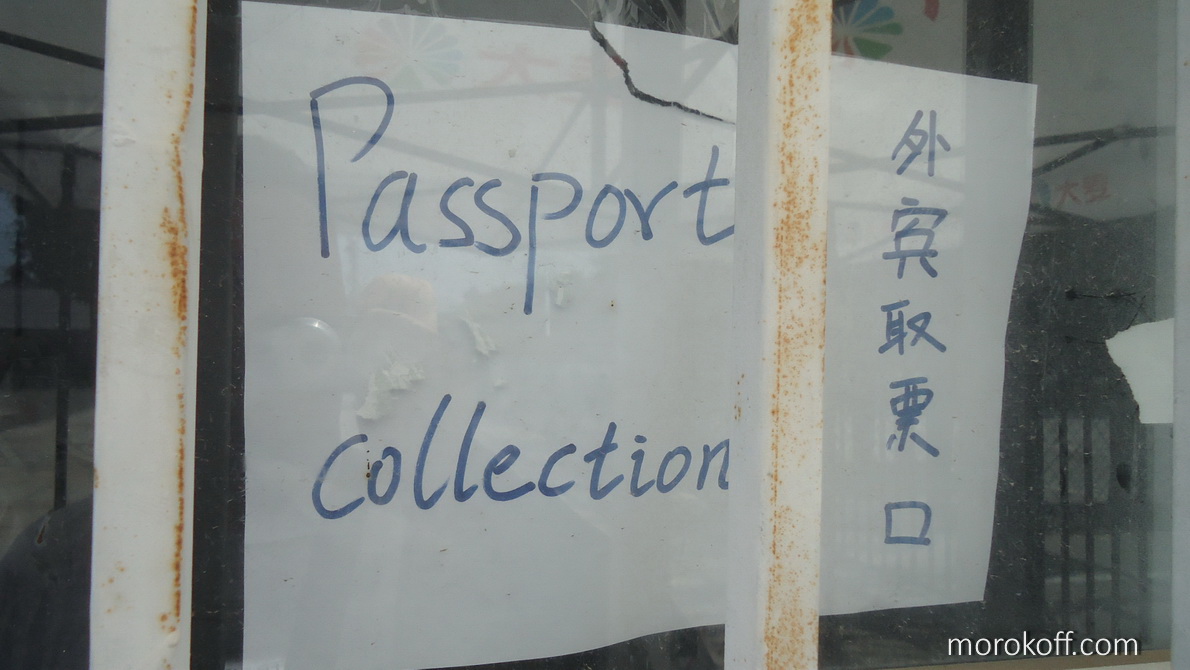 Passport
collection
外宾取票口
morokoff.com